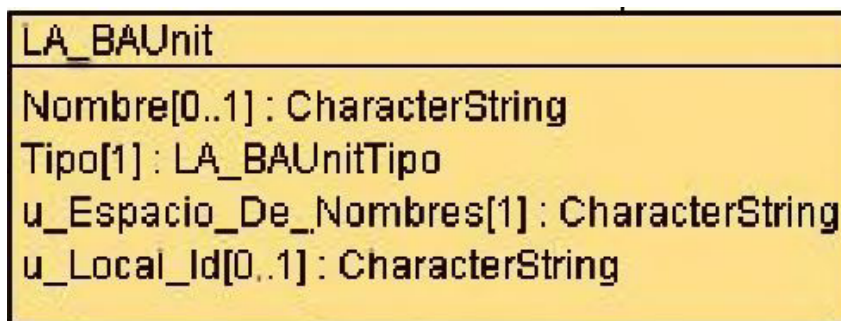 LA_BAUnit
Nombre[0..1] : CharacterString
Tipo[1] : LA_BAUnitTipo
u_Espacio_De_Nombres[1] : CharacterString
u_Local_Id[0..1] : CharacterString